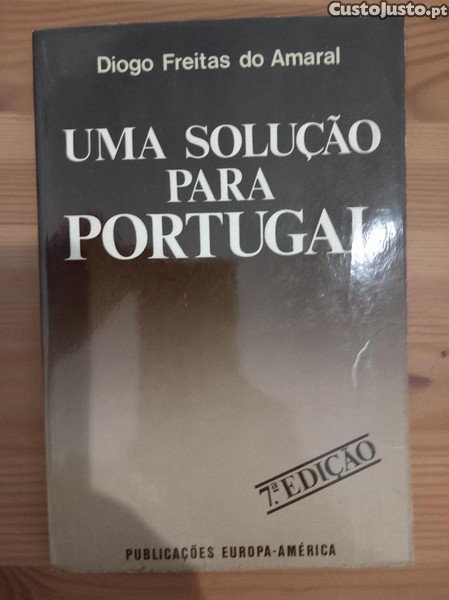 CustoJusto.pt
Diogo Freitas do Amaral
UMA SOLUÇÃO
PARA
PORTUGAL
7.ª EDIÇÃO
PUBLICAÇÕES EUROPA-AMÉRICA